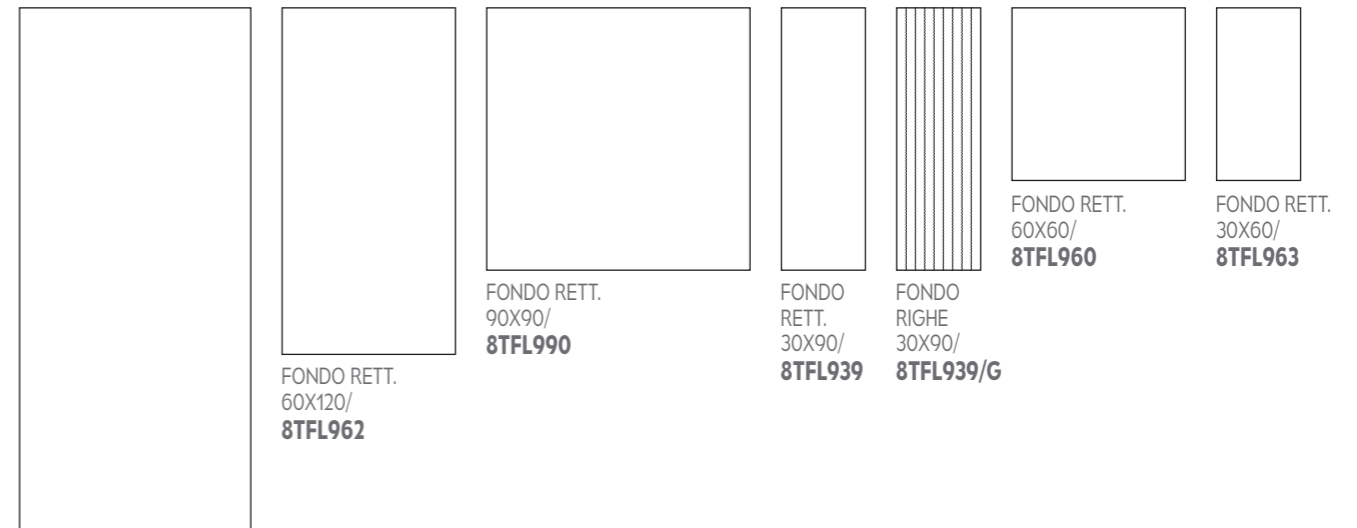 FONDO RETT.
60X120/
8TFL962
FONDO RETT.
90X90/
8TFL990
FONDO
RETT.
30X90/
8TFL939
FONDO
RIGHE
30X90/
8TFL939/G
FONDO RETT.
60X60/
8TFL960
FONDO RETT.
30X60/
8TFL963